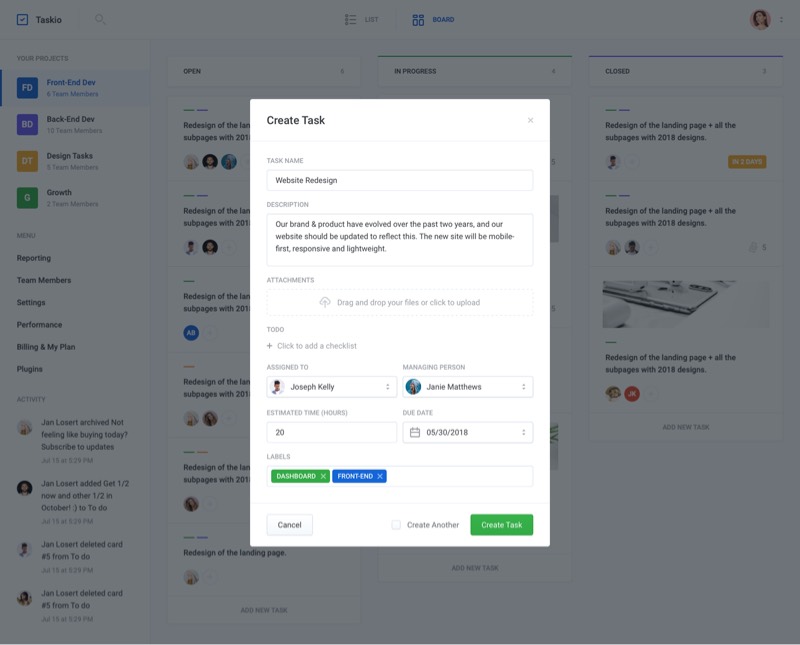 Taskio
LIST
BOARD
YOUR PROJECTS
FD
Front-End Dev
6 Team Members
BD
Back-End Dev
10 Team Members
DT
Design Tasks
5 Team Members
G
Growth
2 Team Members
MENU
Reporting
Team Members
Settings
Performance
Billing & My Plan
Plugins
ACTIVITY
Jan Losert archived Not
feeling like buying today?
Subscribe to updates
Jul 15 at 5:29 PM
Jan Losert added Get 1/2
now and other 1/2 in
October! :) to To do
Jul 15 at 5:29 PM
Jan Losert deleted card
#5 from To do
Jul 15 at 5:29 PM
Jan Losert deleted card
#5 from To do
Jul 15 at 5:29 PM
OPEN
Redesign of the lan
subpages with 201
Redesign of the lan
subpages with 201
Redesign of the lan
subpages with 201
AB
Redesign of the lan
subpages with 201
Redesign of the lan
subpages with 201
Redesign of the landing page.
ADD NEW TASK
IN PROGRESS
4
5
5
ADD NEW TASK
CLOSED
3
Redesign of the landing page + all the
subpages with 2018 designs.
IN 2 DAYS
Redesign of the landing page + all the
subpages with 2018 designs.
5
Redesign of the landing page + all the
subpages with 2018 designs.
JK
ADD NEW TASK
Create Task
TASK NAME
Website Redesign
DESCRIPTION
Our brand & product have evolved over the past two years, and our
website should be updated to reflect this. The new site will be mobile-
first, responsive and lightweight.
ATTACHMENTS
Drag and drop your files or click to upload
TODO
+ Click to add a checklist.
ASSIGNED TO
MANAGING PERSON
Joseph Kelly
Janie Matthews
ESTIMATED TIME (HOURS)
DUE DATE
20
05/30/2018
LABELS
DASHBOARD
FRONT-END
Cancel
Create Another
Create Task